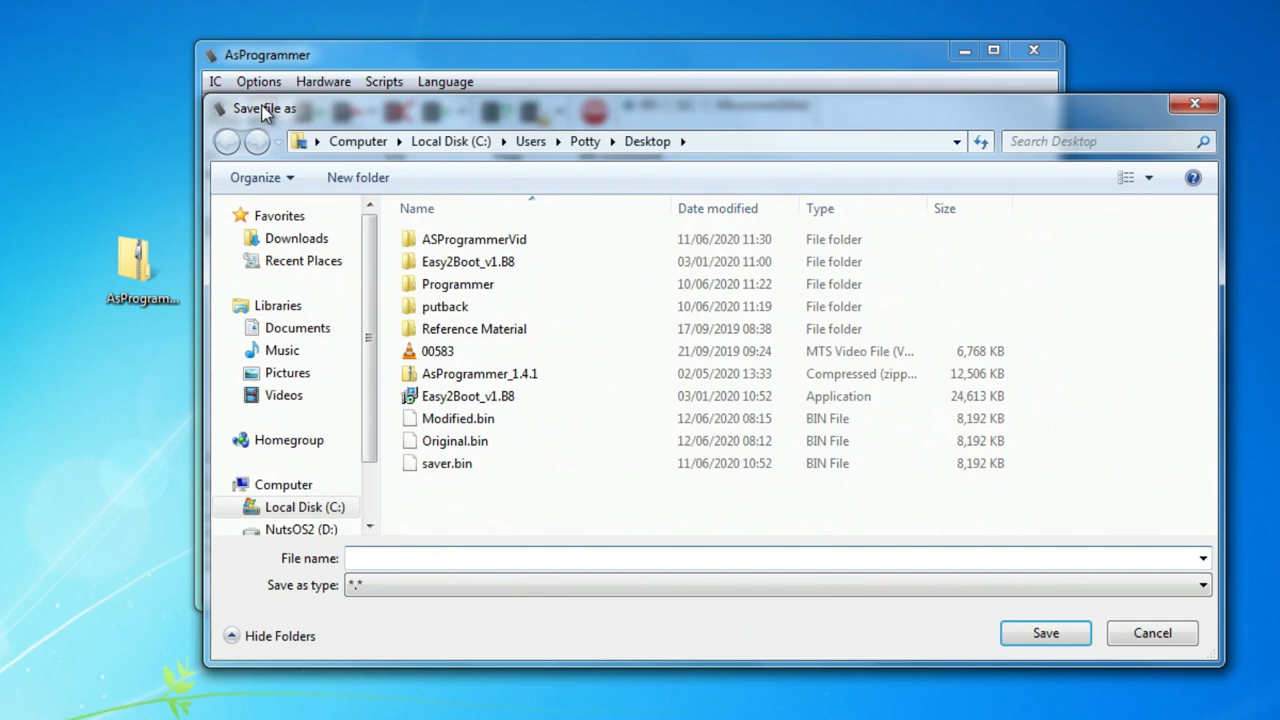 AsProgrammer
IC Options Hardware Scripts Language
Save file as
Computer Local Disk (C:) Users Potty Desktop Search Desktop
Organize New folder
Name Date modified Type Size
Favorites
Downloads
Recent Places
Libraries
Documents
Music
Pictures
Videos
Homegroup
Computer
Local Disk (C:)
NutsOS2 (D:)
ASProgrammerVid 11/06/2020 11:30 File folder
Easy2Boot_v1.B8 03/01/2020 11:00 File folder
Programmer 10/06/2020 11:22 File folder
putback 10/06/2020 11:19 File folder
Reference Material 17/09/2019 08:38 File folder
00583 21/09/2019 09:24 MTS Video File (V... 6,768 KB
AsProgrammer_1.4.1 02/05/2020 13:33 Compressed (zipp... 12,506 KB
Easy2Boot_v1.B8 03/01/2020 10:52 Application 24,613 KB
Modified.bin 12/06/2020 08:15 BIN File 8,192 KB
Original.bin 12/06/2020 08:12 BIN File 8,192 KB
saver.bin 11/06/2020 10:52 BIN File 8,192 KB
AsProgram...
File name:
Save as type: *.*
Hide Folders Save Cancel